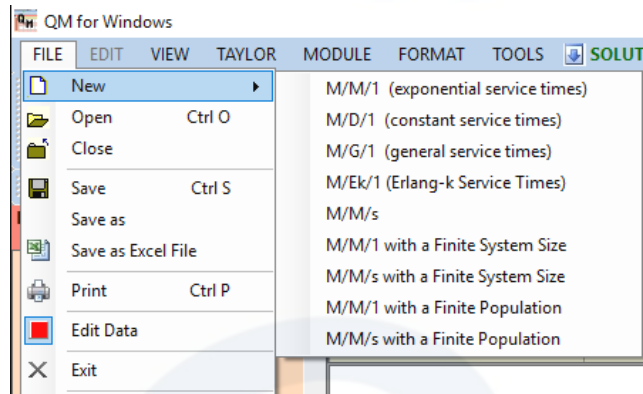 QM for Windows
FILE EDIT VIEW TAYLOR MODULE FORMAT TOOLS SOLUT
New
Open Ctrl O
Close
Save Ctrl S
Save as
Save as Excel File
Print Ctrl P
Edit Data
Exit
M/M/1 (exponential service times)
M/D/1 (constant service times)
M/G/1 (general service times)
M/Ek/1 (Erlang-k Service Times)
M/M/s
M/M/1 with a Finite System Size
M/M/s with a Finite System Size
M/M/1 with a Finite Population
M/M/s with a Finite Population